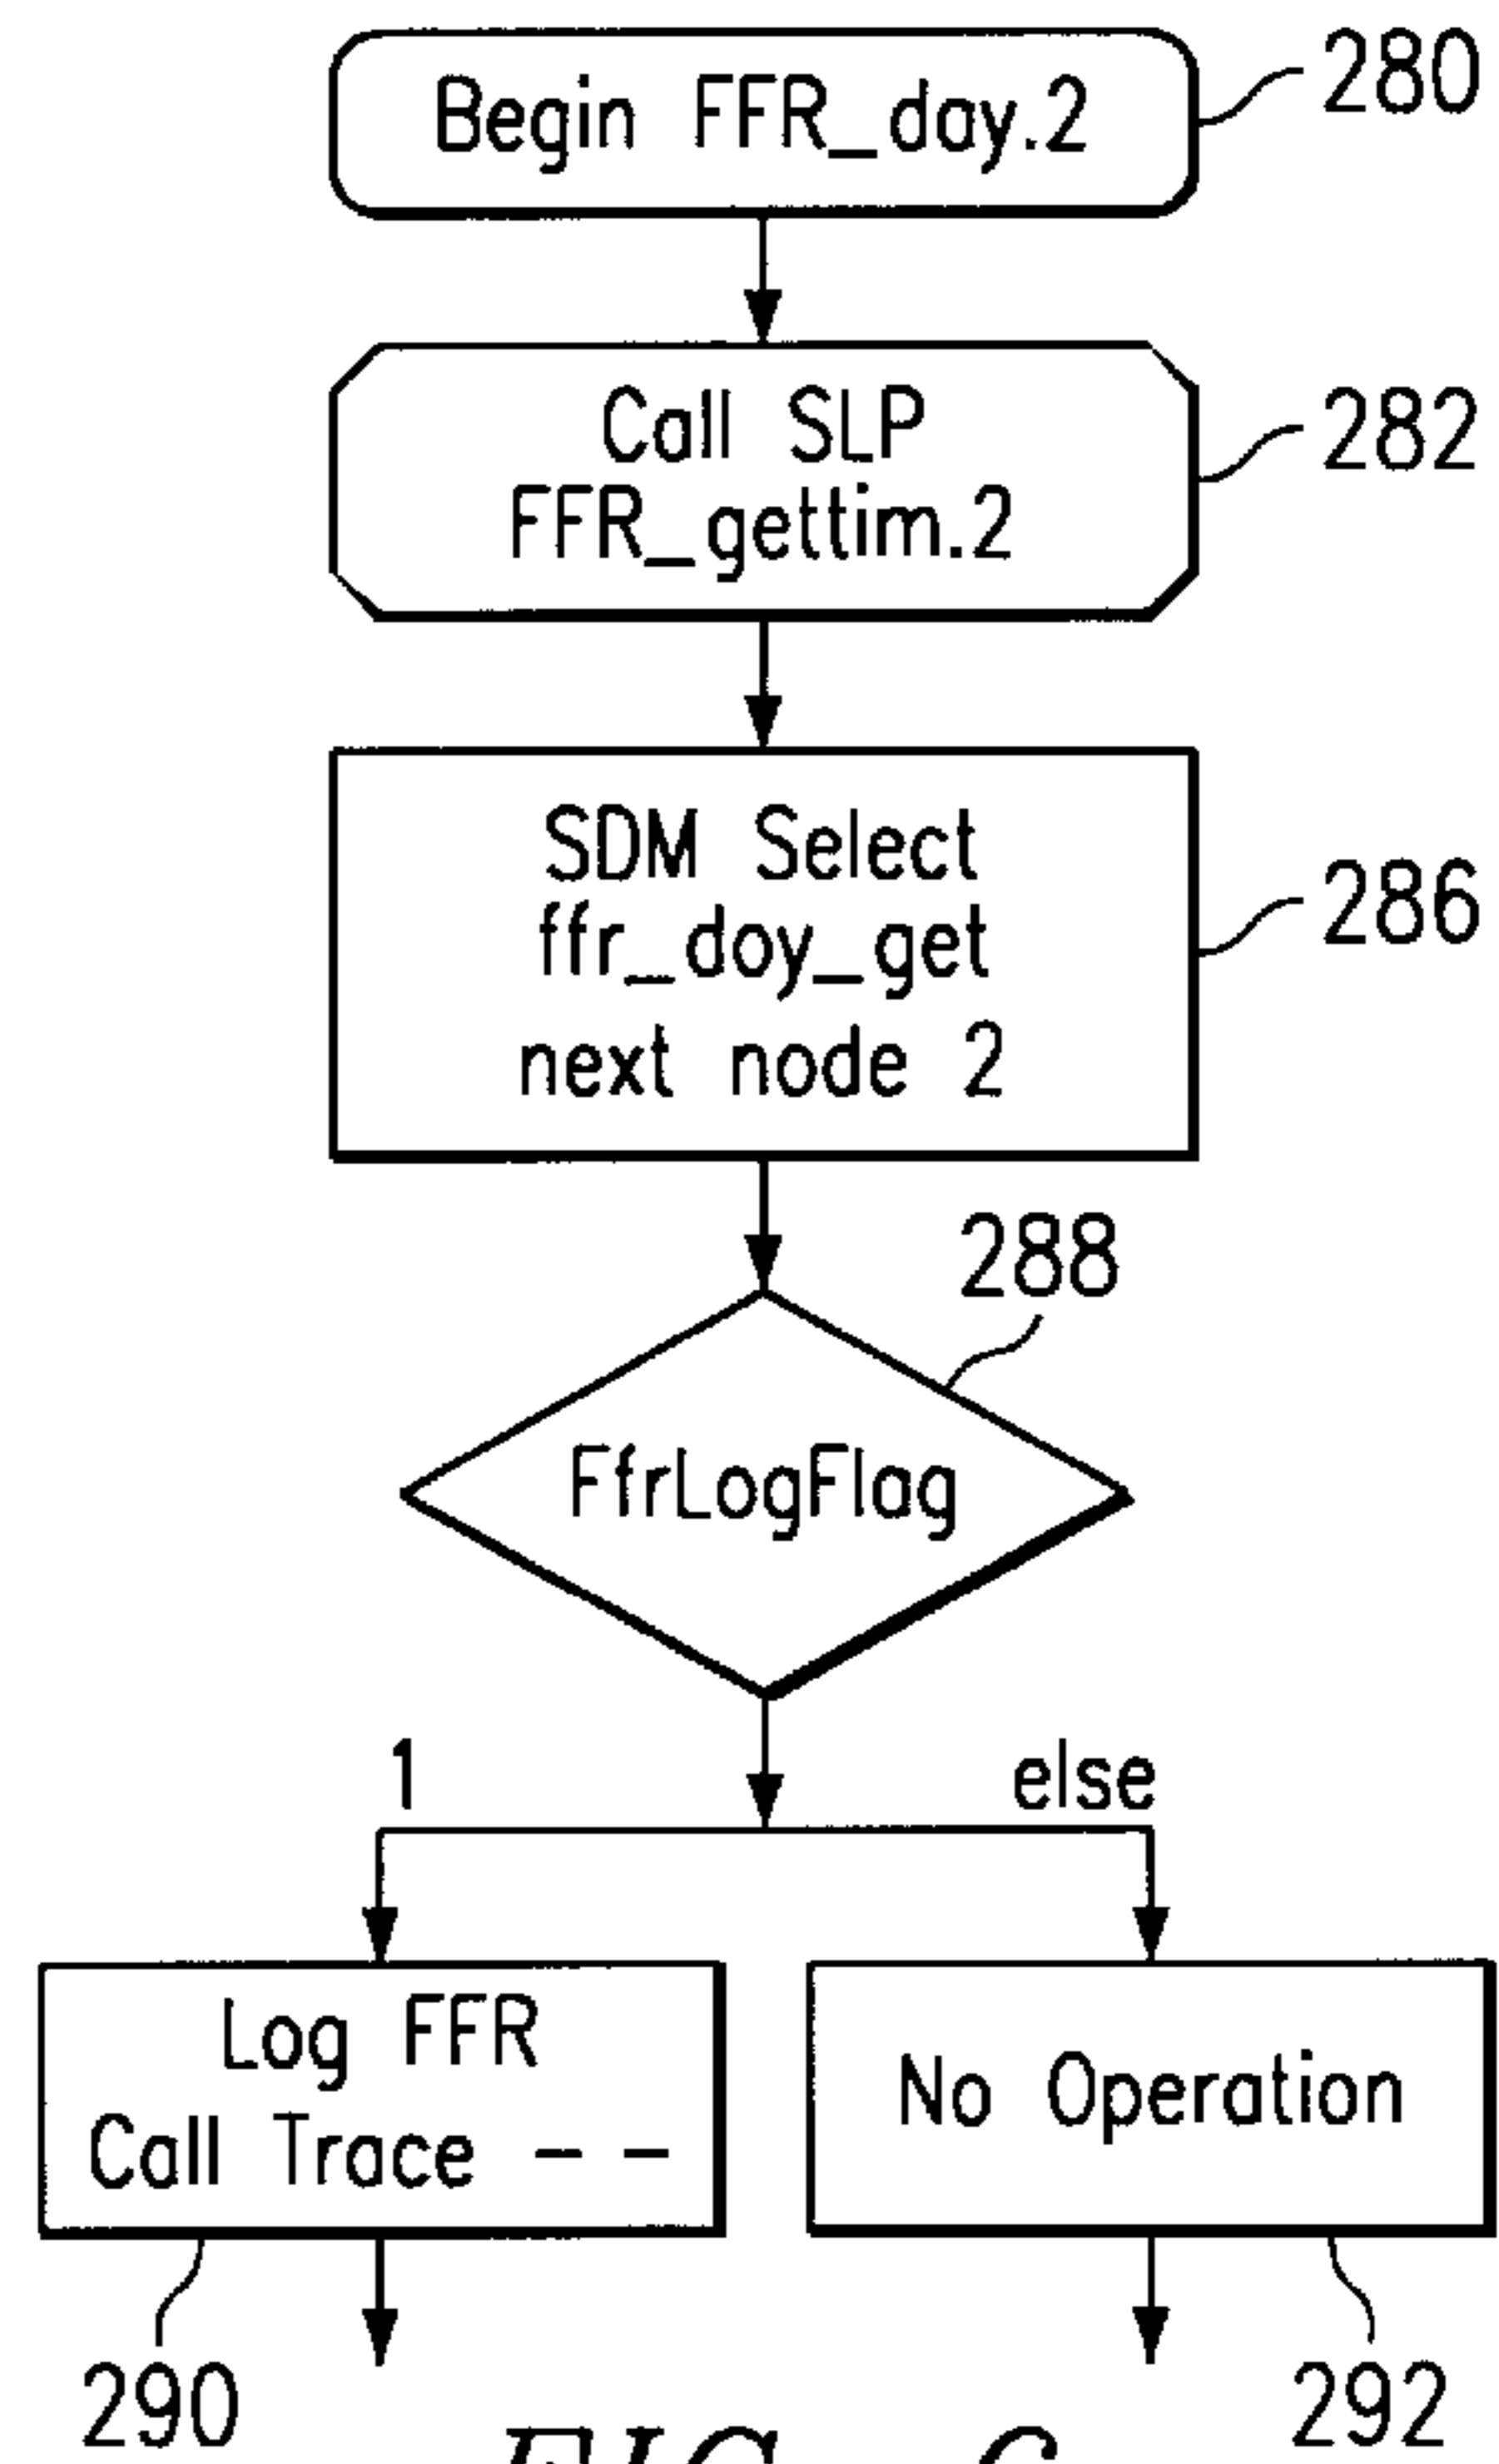 Begin FFR_day.2
280
Call SLP
FFR_gettim.2
282
SDM Select
ffr_doy_get
next node 2
286
288
FfrLogFlag
1
else
Log FFR
Call Trace - -
No Operation
290
292
FIG